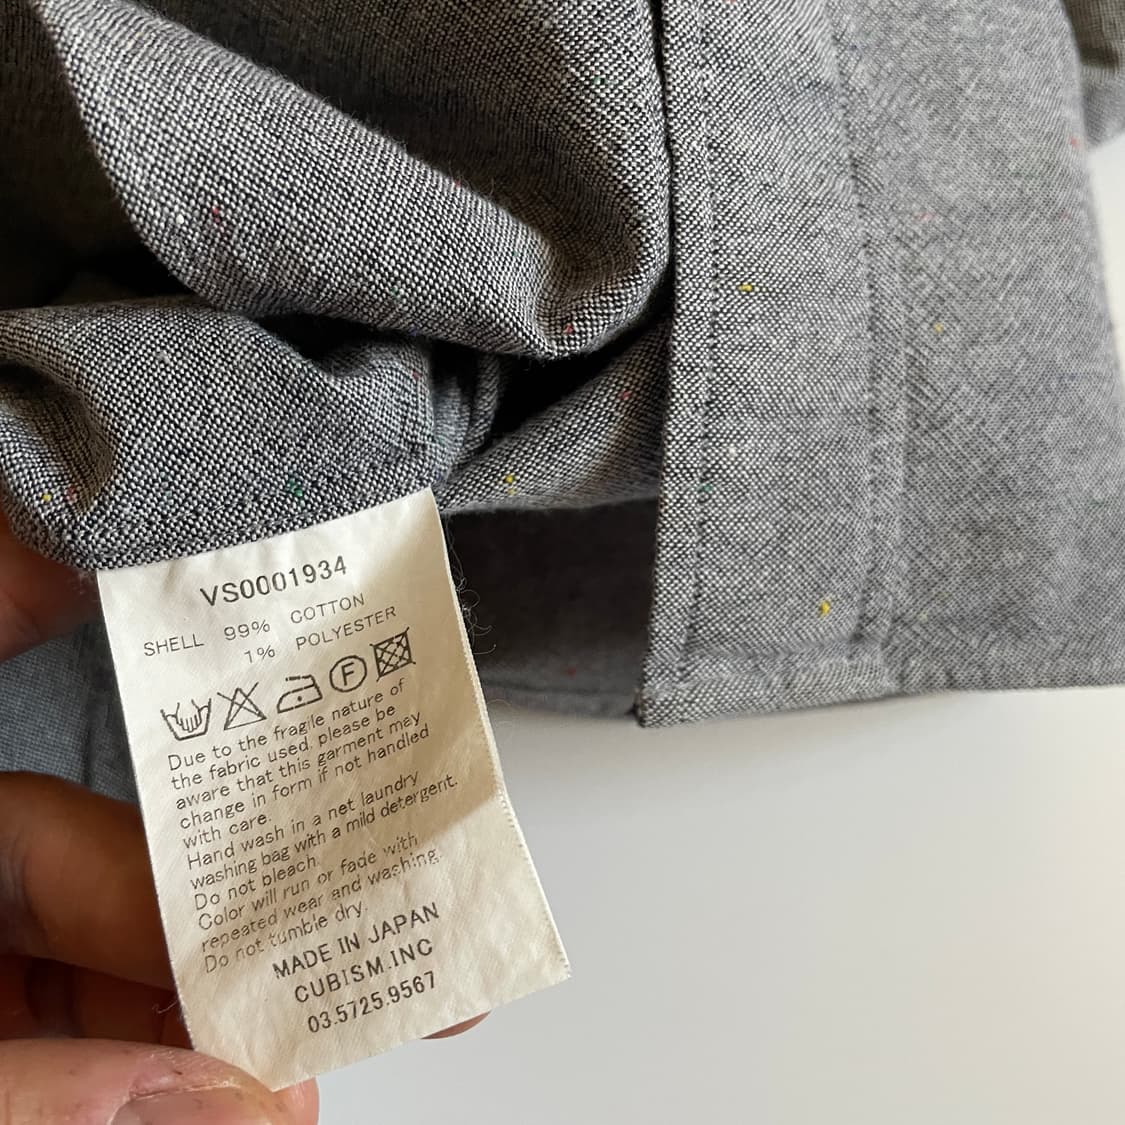 VS0001934
SHELL 99% COTTON
1% POLYESTER
F
Due to the fragile nature of
the fabric used, please be
aware that this garment may
change in form if not handled
with care.
Hand wash in a net laundry
washing bag with a mild detergent.
Do not bleach.
Color will run or fade with
repeated wear and washing.
Do not tumble dry.
MADE IN JAPAN
CUBISM.INC
03.5725.9567